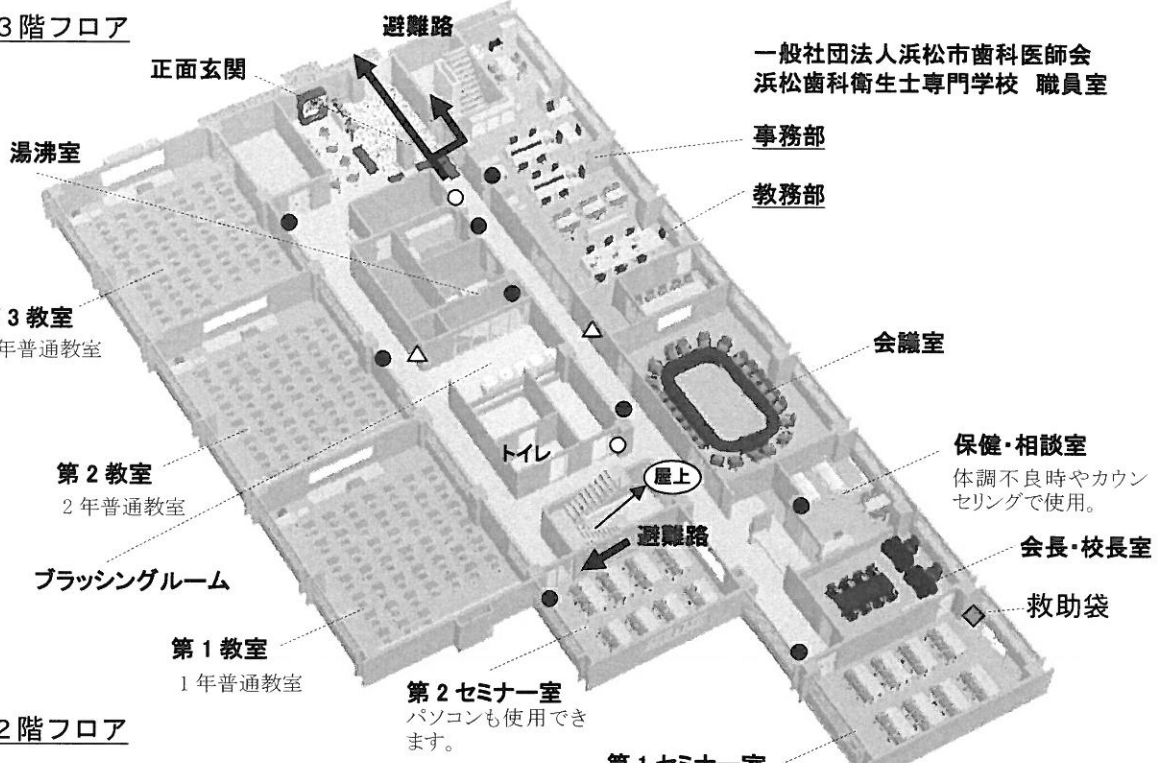 3階フロア
避難路
正面玄関
一般社団法人浜松市歯科医師会
浜松歯科衛生士専門学校 職員室
事務部
教務部
湯沸室
3教室
年普通教室
会議室
第2教室
2年普通教室
トイレ
屋上
保健・相談室
体調不良時やカウン
セリングで使用。
避難路
会長・校長室
ブラッシングルーム
救助袋
第1教室
1年普通教室
第2セミナー室
パソコンも使用でき
ます。
2階フロア
第1セミナー室